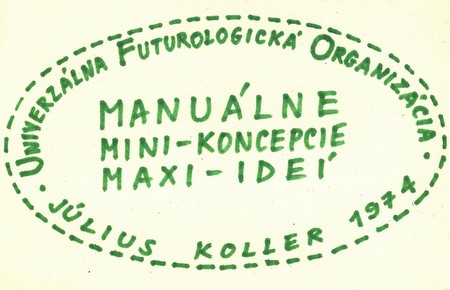 · UNIVERZÁLNA FUTUROLOGICKÁ ORGANIZÁCIA ·
MANUÁLNE
MINI-KONCEPCIE
MAXI-IDEÍ
JÚLIUS KOLLER 1974